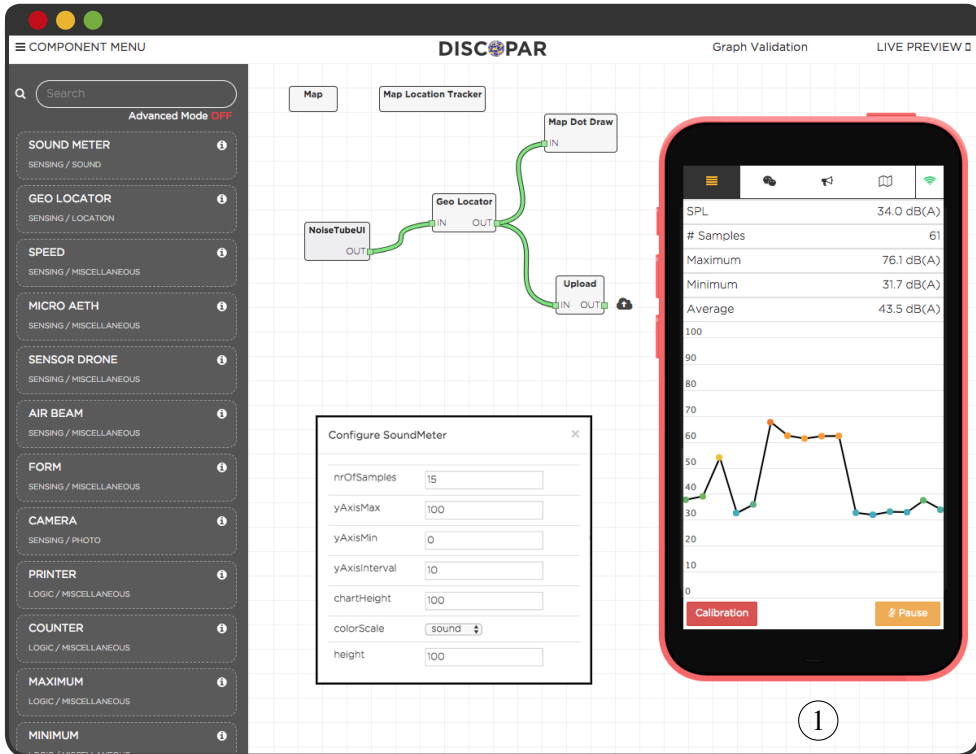 COMPONENT MENU
DISCOPAR
Graph Validation
LIVE PREVIEW
Search
Advanced Mode OFF
SOUND METER
SENSING / SOUND
GEO LOCATOR
SENSING / LOCATION
SPEED
SENSING / MISCELLANEOUS
MICRO AETH
SENSING / MISCELLANEOUS
SENSOR DRONE
SENSING / MISCELLANEOUS
AIR BEAM
SENSING / MISCELLANEOUS
FORM
SENSING / MISCELLANEOUS
CAMERA
SENSING / PHOTO
PRINTER
LOGIC / MISCELLANEOUS
COUNTER
LOGIC / MISCELLANEOUS
MAXIMUM
LOGIC / MISCELLANEOUS
MINIMUM
LOGIC / MISCELLANEOUS
Map
Map Location Tracker
Map Dot Draw
IN
Geo Locator
IN OUT
NoiseTubeUI
OUT
Upload
IN OUT
Configure SoundMeter ×
nrOfSamples 15
yAxisMax 100
yAxisMin 0
yAxisInterval 10
chartHeight 100
colorScale sound
height 100
SPL 34.0 dB(A)
# Samples 61
Maximum 76.1 dB(A)
Minimum 31.7 dB(A)
Average 43.5 dB(A)
100
90
80
70
60
50
40
30
20
10
0
Calibration
Pause
1